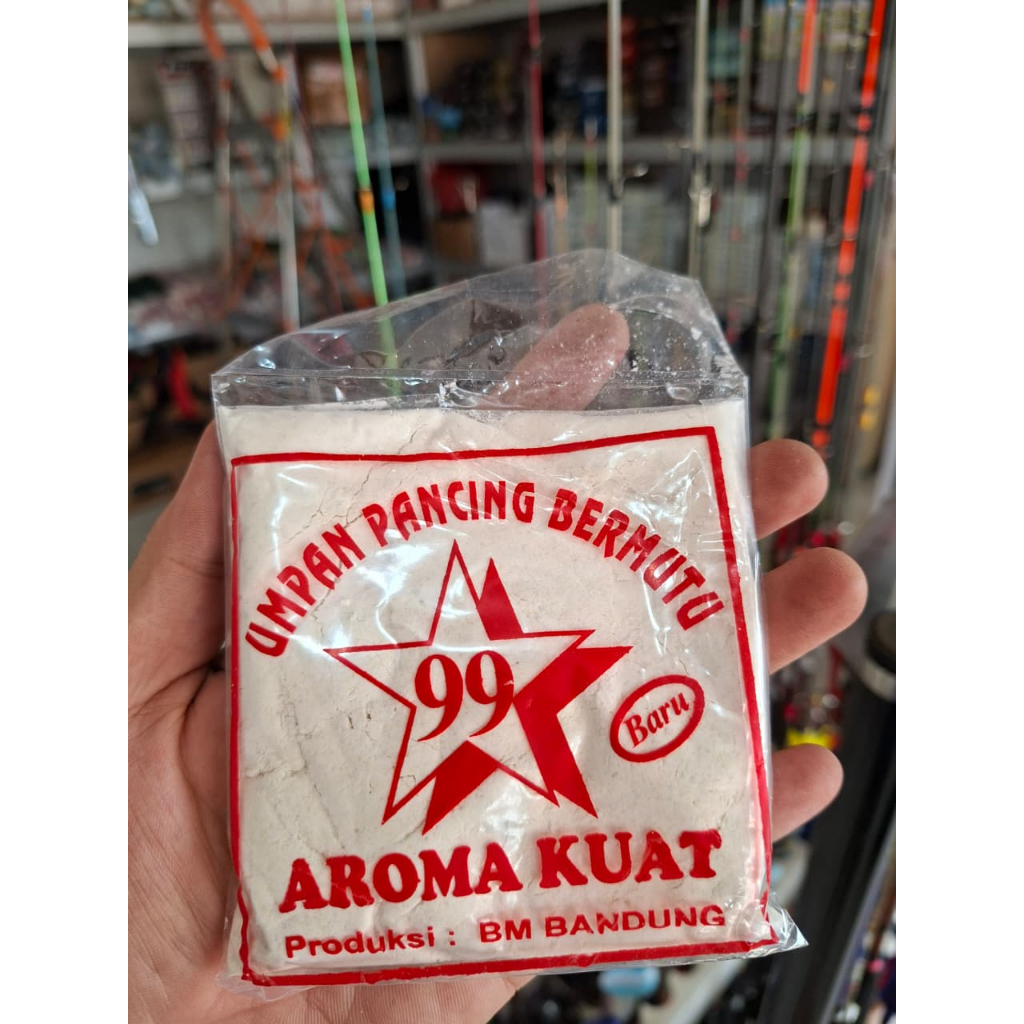 UMPAN PANCING BERMUTU
99
Baru
AROMA KUAT
Produksi : BM BANDUNG